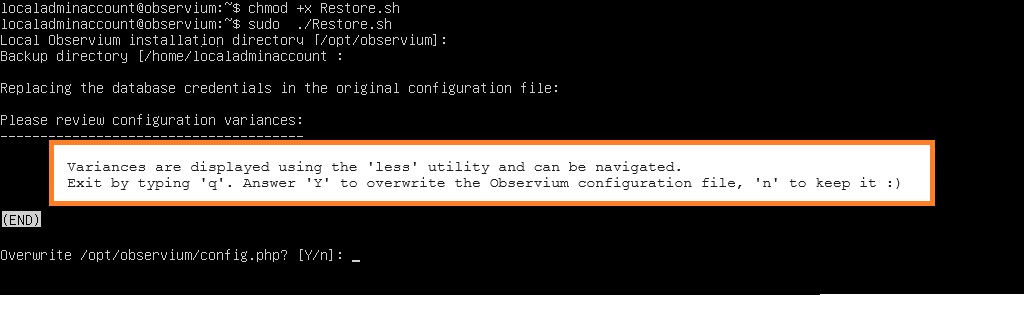 localadminaccount@observium:~$ chmod +x Restore.sh
localadminaccount@observium:~$ sudo  ./Restore.sh
Local Observium installation directory [/opt/observium]:
Backup directory [/home/localadminaccount :
Replacing the database credentials in the original configuration file:
Please review configuration variances:
--------------------------------------
Variances are displayed using the 'less' utility and can be navigated.
Exit by typing 'q'. Answer 'Y' to overwrite the Observium configuration file, 'n' to keep it :)
(END)
Overwrite /opt/observium/config.php? [Y/n]: _